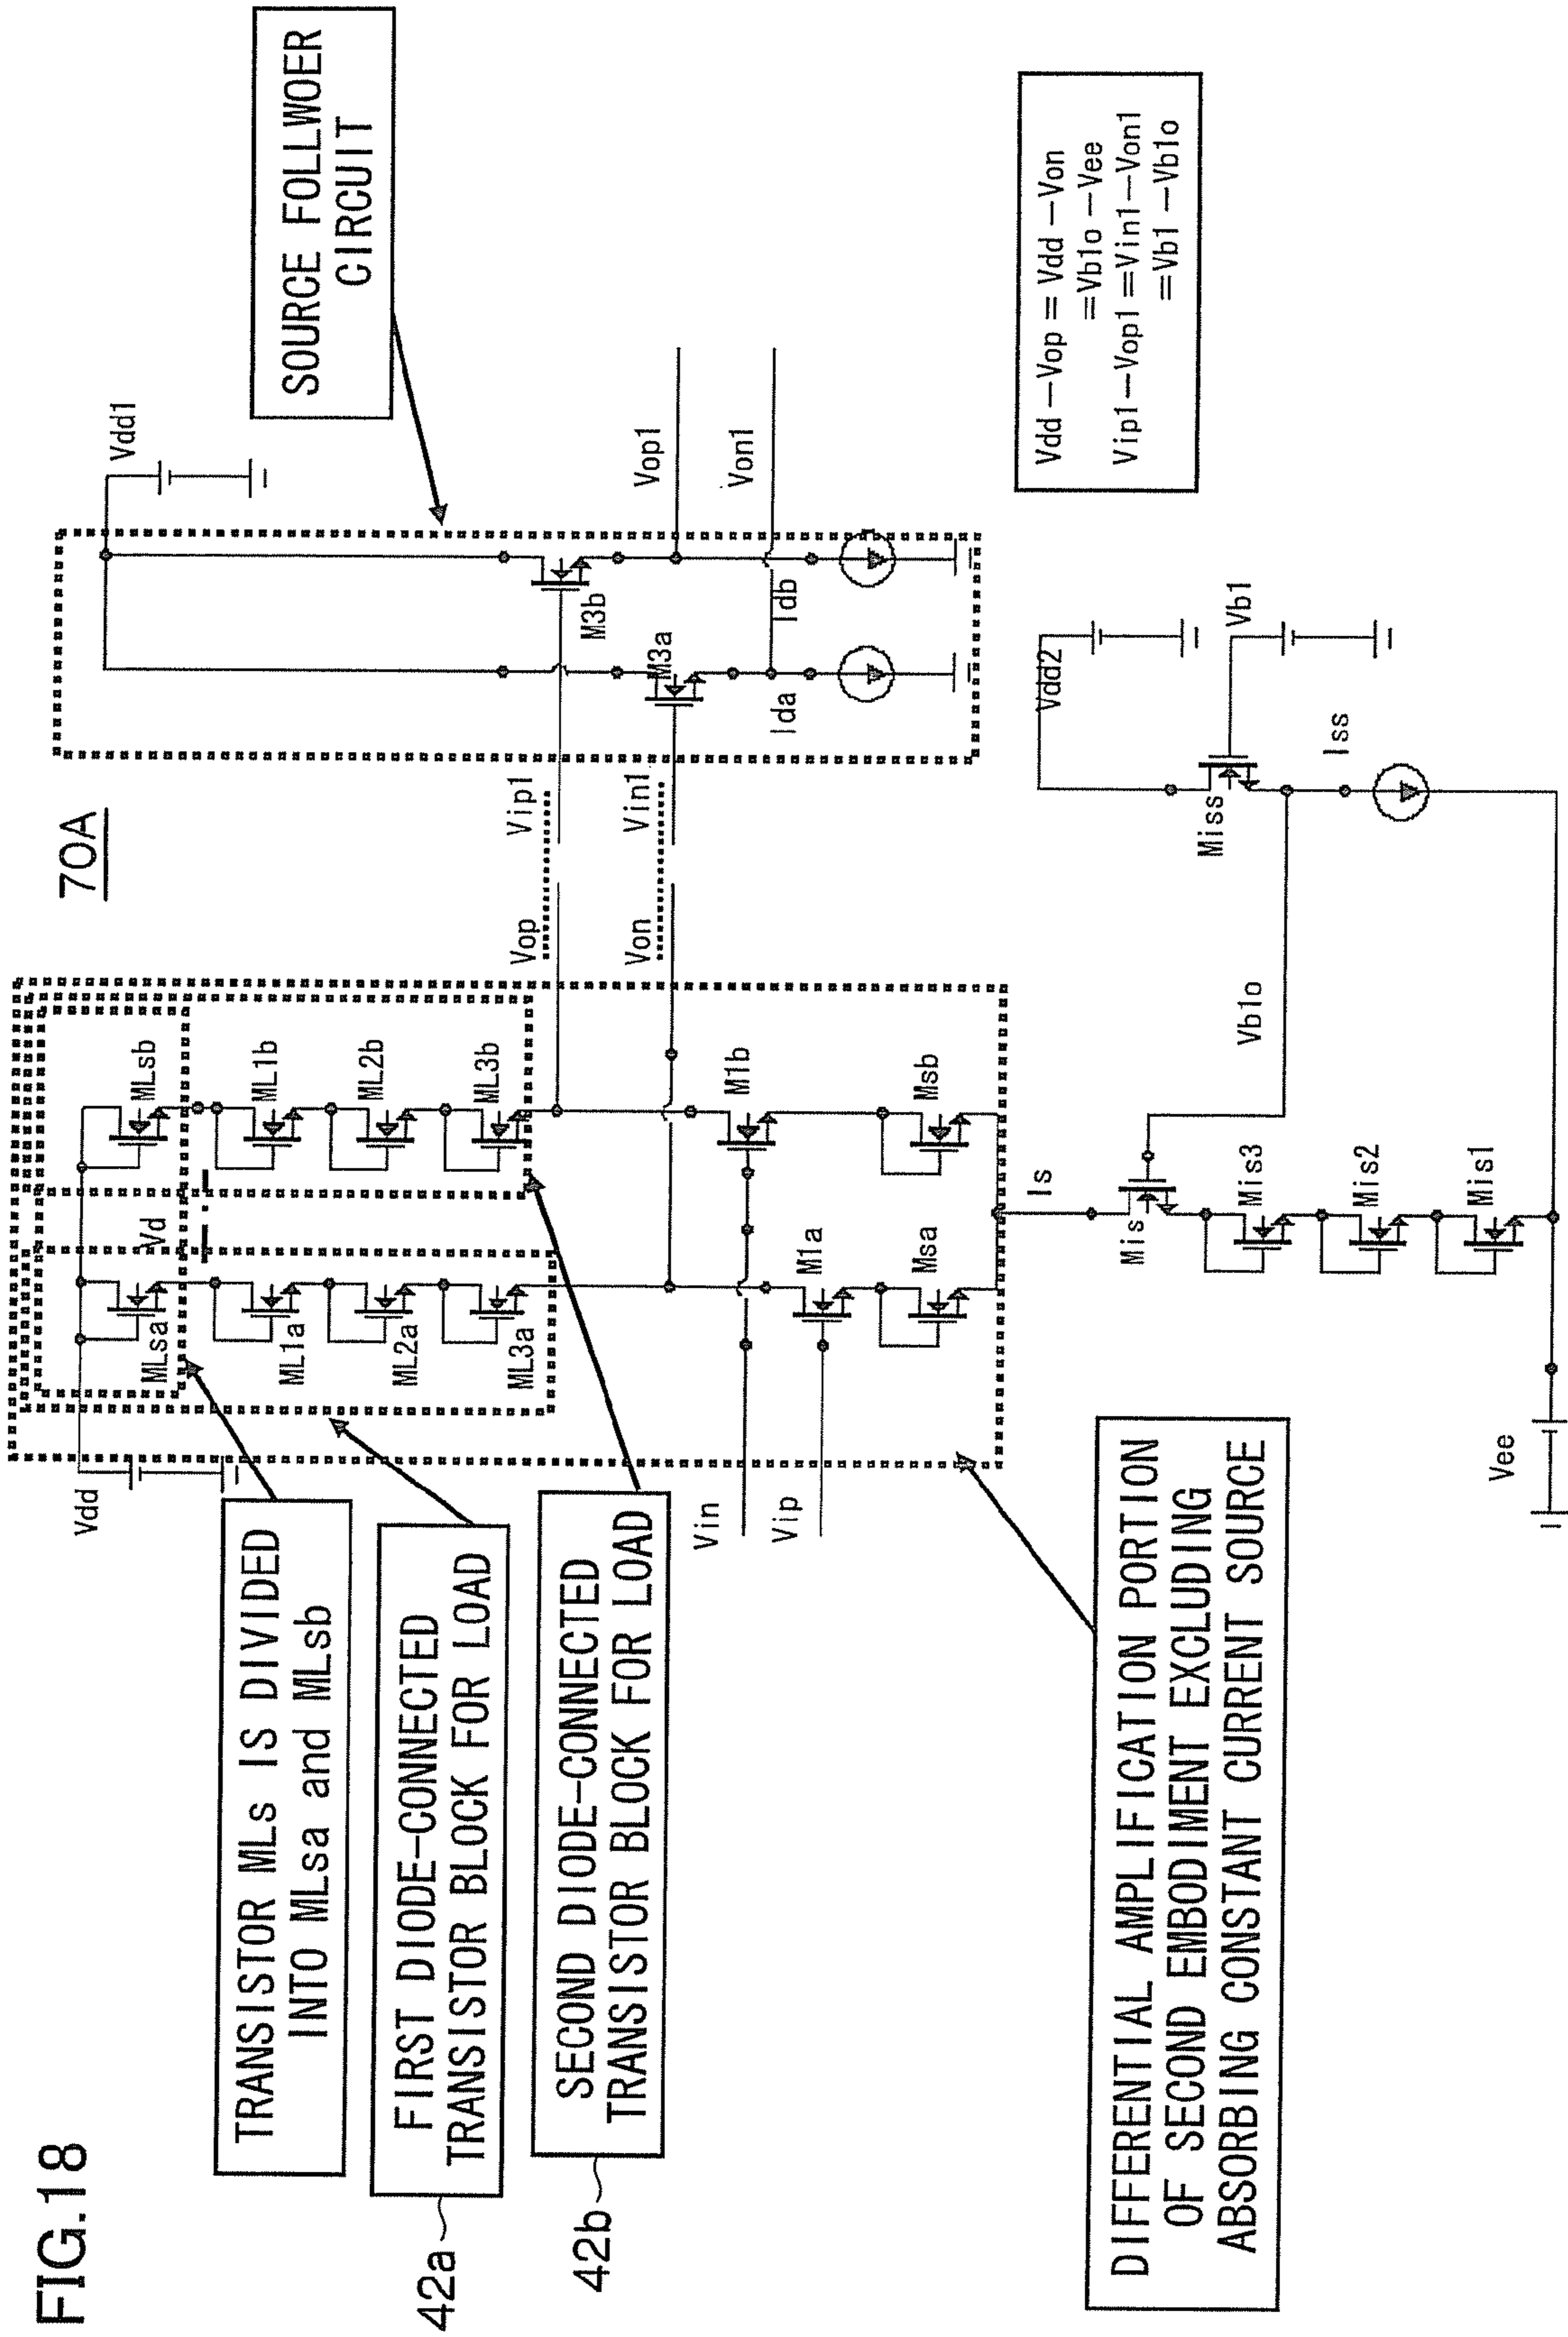 FIG.18
70A
SOURCE FOLLWOER
CIRCUIT
TRANSISTOR MLs IS DIVIDED
INTO MLsa and MLsb
42a
FIRST DIODE-CONNECTED
TRANSISTOR BLOCK FOR LOAD
42b
SECOND DIODE-CONNECTED
TRANSISTOR BLOCK FOR LOAD
DIFFERENTIAL AMPLIFICATION PORTION
OF SECOND EMBODIMENT EXCLUDING
ABSORBING CONSTANT CURRENT SOURCE
Vdd
MLsa
Vd
MLsb
ML1a
ML1b
ML2a
ML2b
ML3a
ML3b
Vop
Vip1
Von
Vin1
Vin
Vip
M1a
M1b
Msa
Msb
Is
Mis
Mis3
Mis2
Mis1
Vee
Vb1o
Miss
Iss
Vdd2
Vb1
Vdd1
M3b
M3a
Ida
Idb
Vop1
Von1
Vdd－Vop＝Vdd－Von
＝Vb1o－Vee
Vip1－Vop1＝Vin1－Von1
＝Vb1－Vb1o